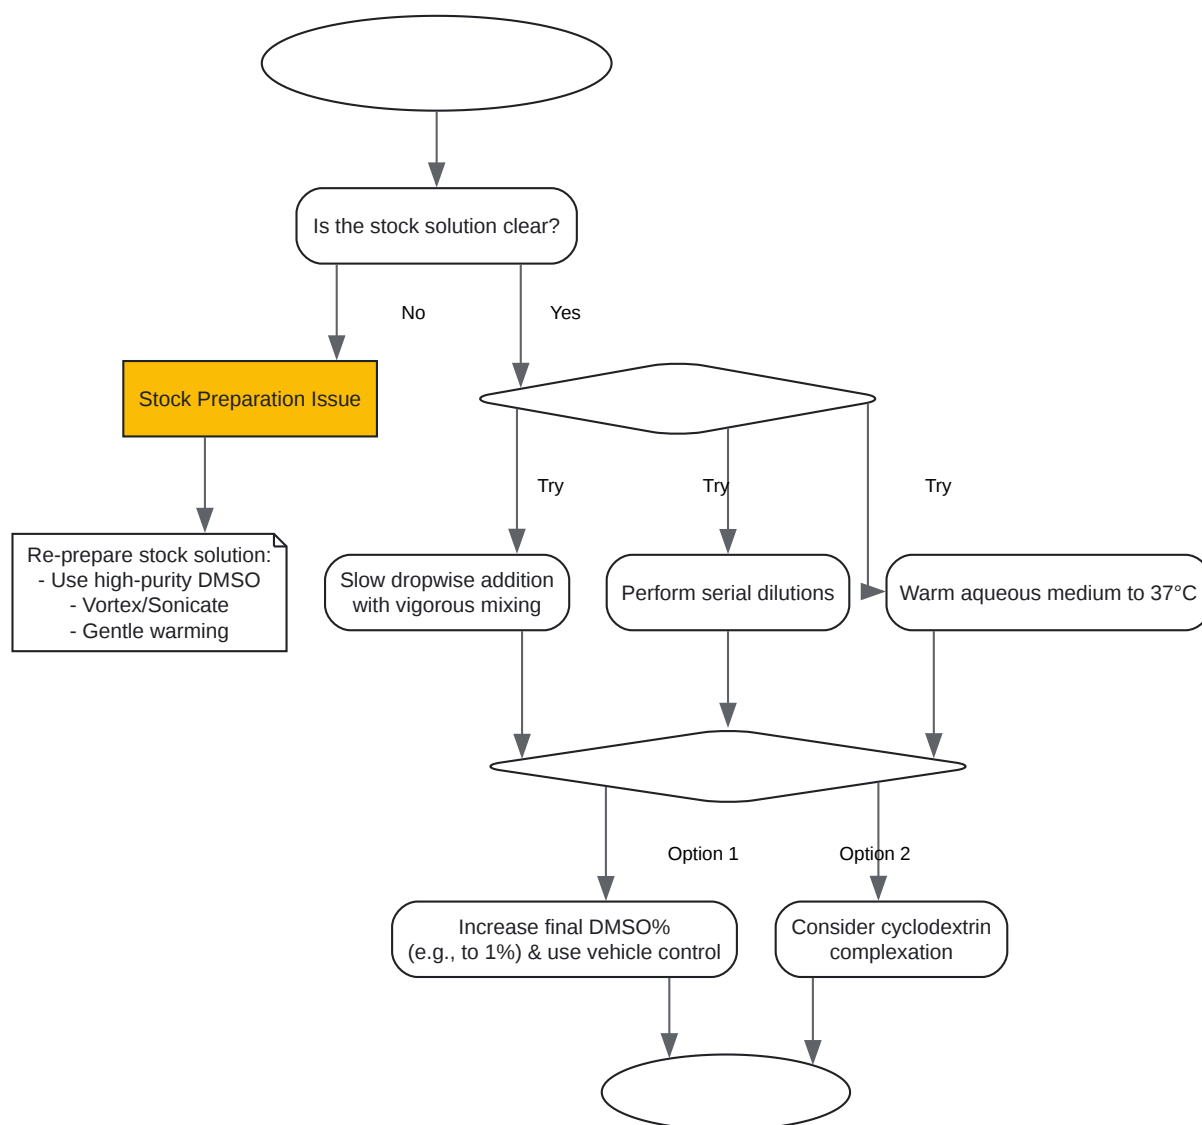 Is the stock solution clear?
No
Yes
Stock Preparation Issue
Try
Try
Try
Re-prepare stock solution:
- Use high-purity DMSO
- Vortex/Sonicate
- Gentle warming
Slow dropwise addition
with vigorous mixing
Perform serial dilutions
Warm aqueous medium to 37°C
Option 1
Option 2
Increase final DMSO%
(e.g., to 1%) & use vehicle control
Consider cyclodextrin
complexation